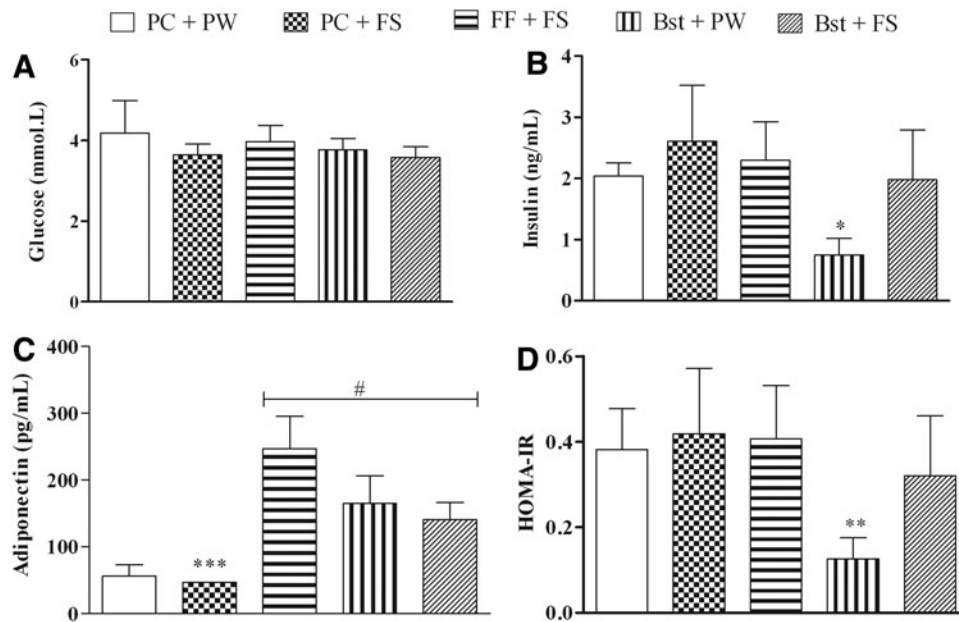 PC + PW PC + FS FF + FS Bst + PW Bst + FS
A
Glucose (mmol.L)
6
4
2
0
B
Insulin (ng/mL)
4
3
2
1
0
*
C
Adiponectin (pg/mL)
400
300
200
100
0
***
#
D
HOMA-IR
0.6
0.4
0.2
0.0
**